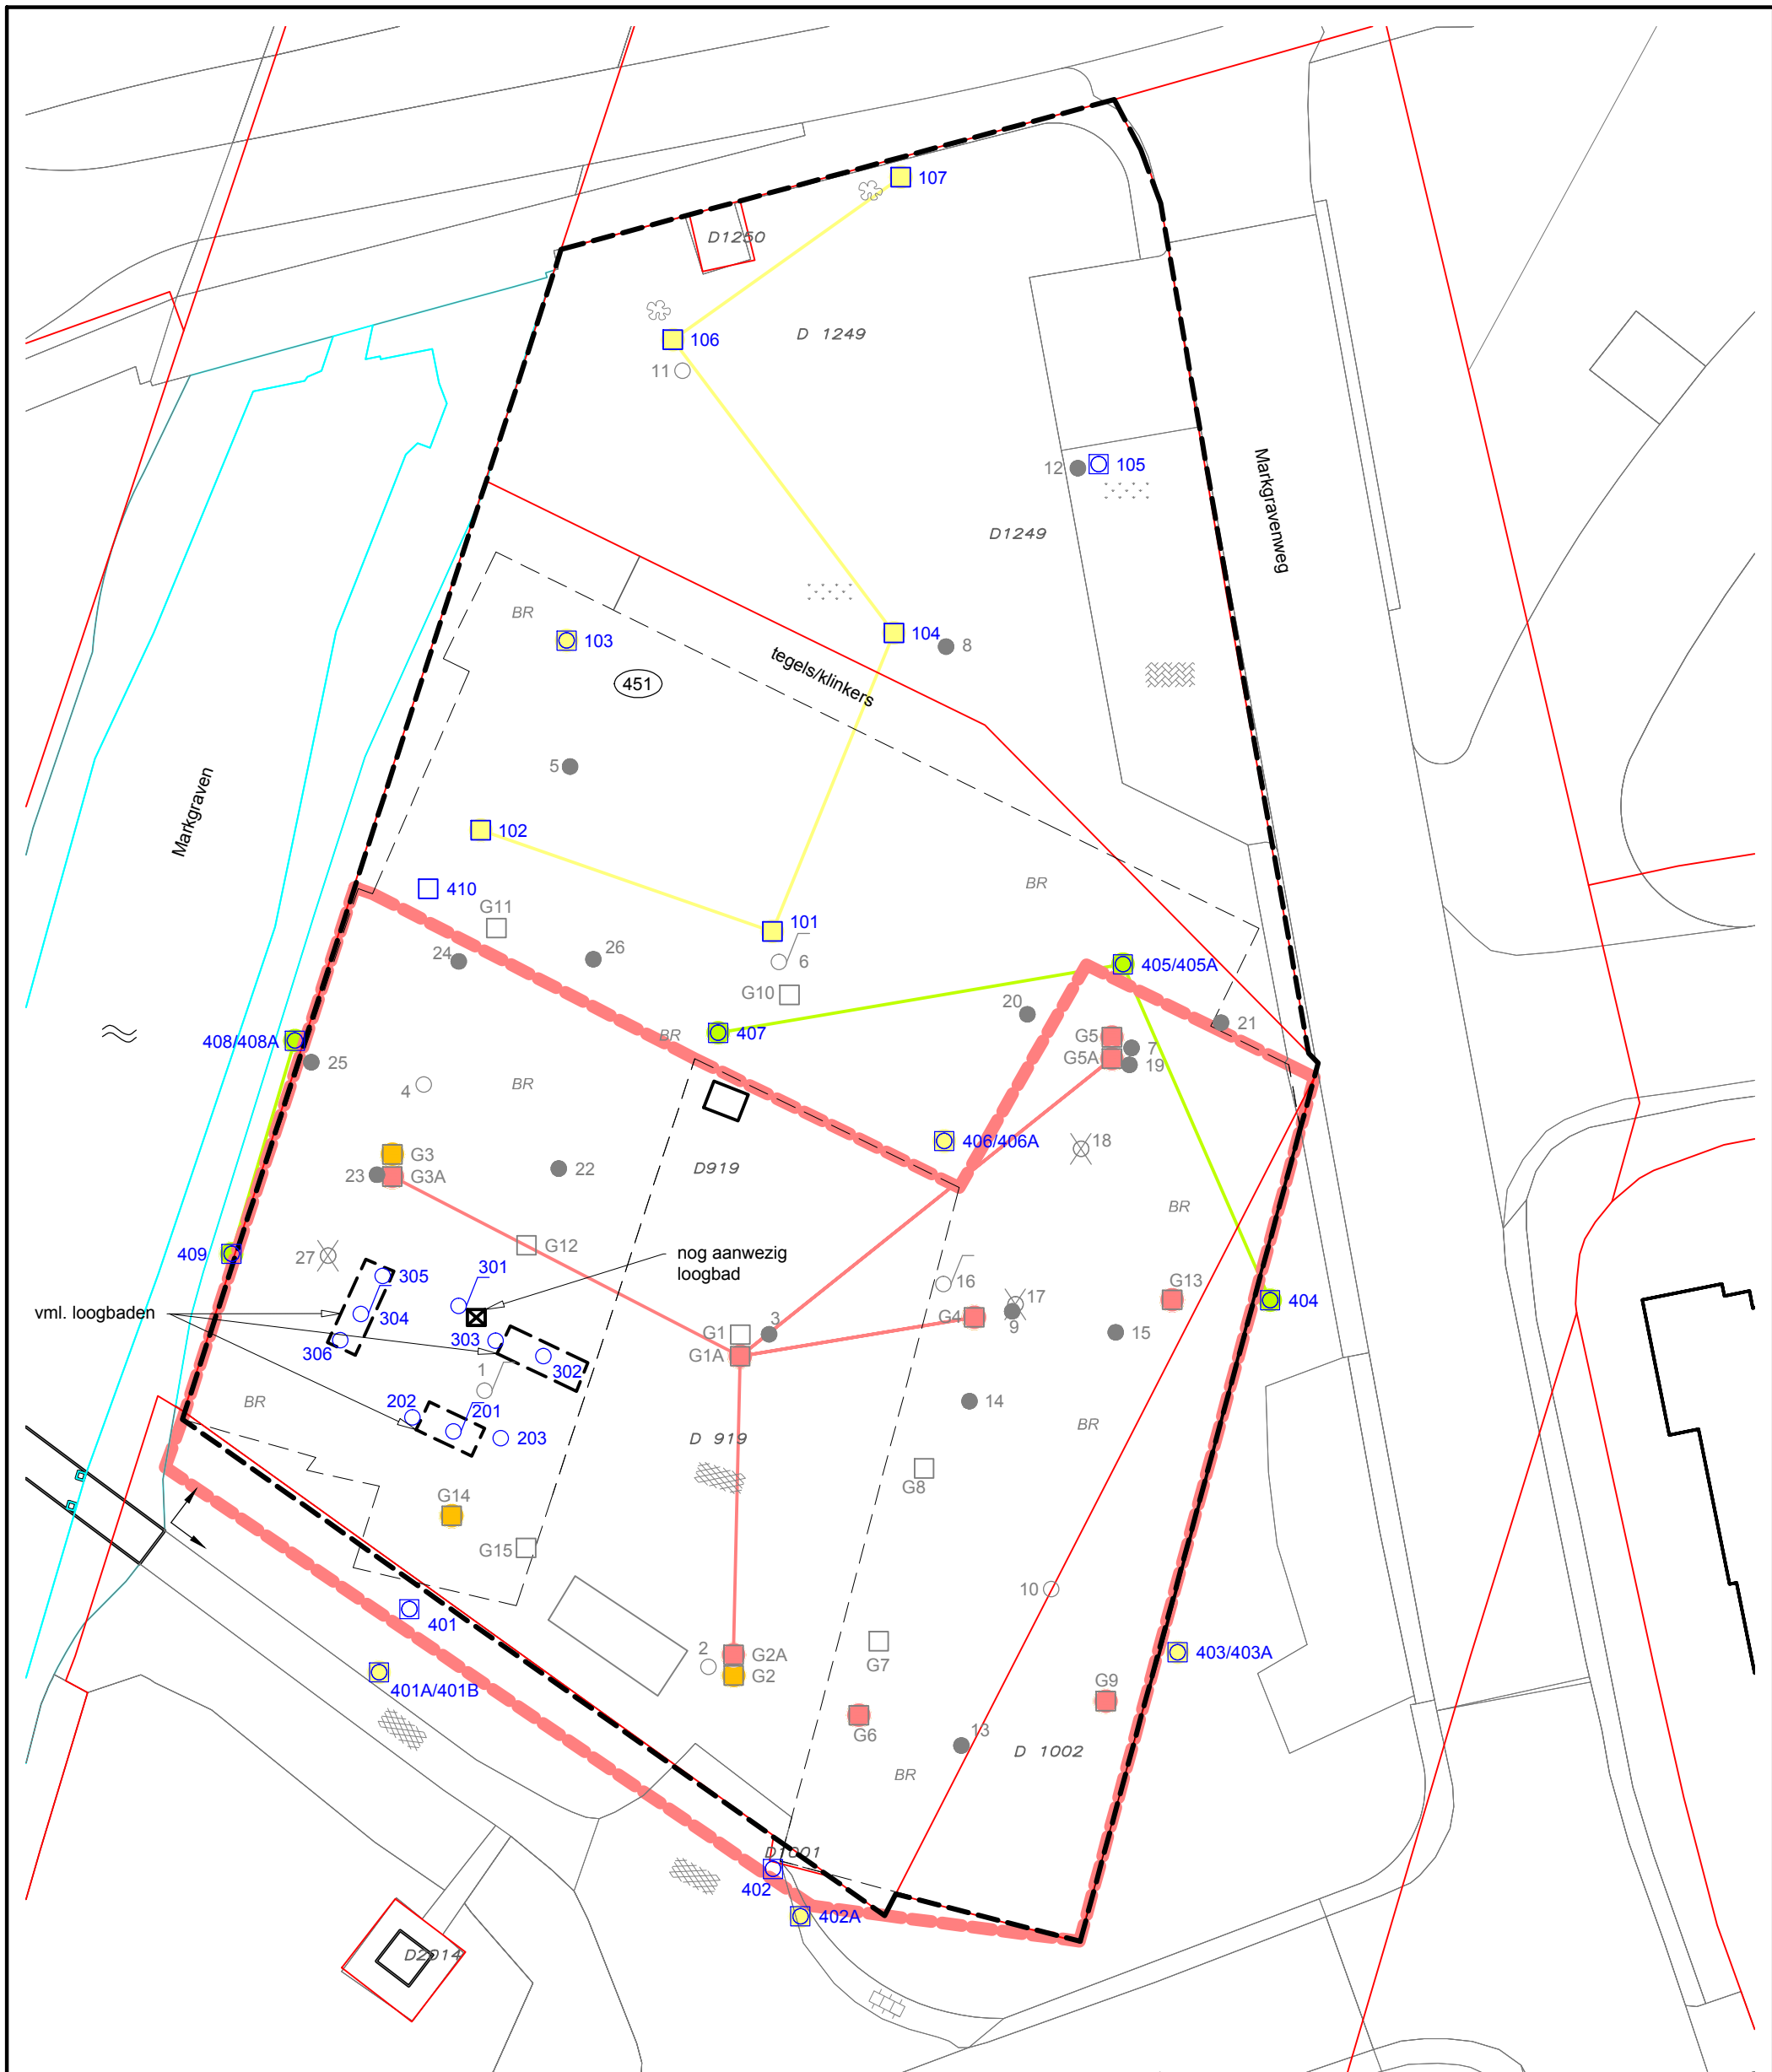 107
D1250
106
D 1249
11
12
105
D1249
Markgravenweg
BR
103
104
8
451
tegels/klinkers
5
Markgraven
102
410
BR
G11
101
24
26
6
G10
405/405A
20
21
408/408A
BR
407
G5
7
25
G5A
19
4
BR
406/406A
18
G3
D919
23
G3A
22
BR
409
27
G12
nog aanwezig
loogbad
305
301
16
G13
vml. loogbaden
304
17
404
306
303
G1
3
G4
9
15
G1A
302
1
BR
202
201
14
203
D 919
BR
G8
G14
G15
10
401
2
G2A
G7
403/403A
G2
401A/401B
G9
G6
13
D 1002
BR
D1001
402
402A
D2014